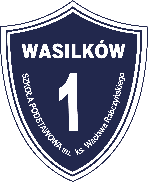 WASILKÓW
1
SZKOŁA PODSTAWOWA im. ks. Wacława Rabczyńskiego